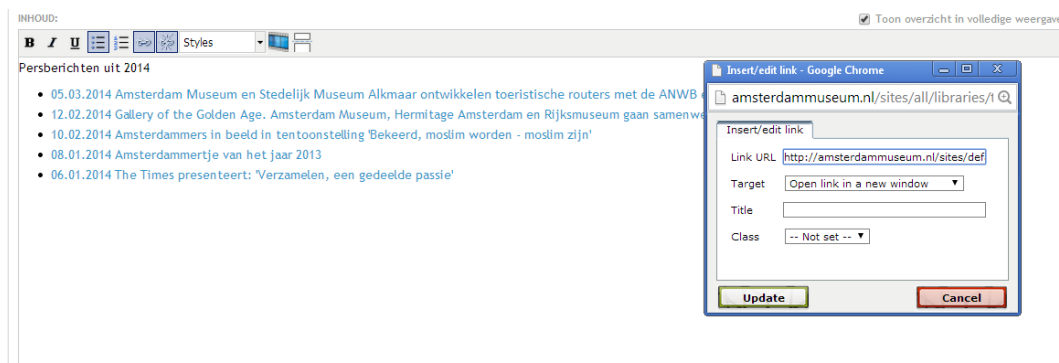 INHOUD:
Toon overzicht in volledige weergave
B I U Styles
Persberichten uit 2014
05.03.2014 Amsterdam Museum en Stedelijk Museum Alkmaar ontwikkelen toeristische routers met de ANWB
12.02.2014 Gallery of the Golden Age. Amsterdam Museum, Hermitage Amsterdam en Rijksmuseum gaan samenwe
10.02.2014 Amsterdammers in beeld in tentoonstelling 'Bekeerd, moslim worden - moslim zijn'
08.01.2014 Amsterdammertje van het jaar 2013
06.01.2014 The Times presenteert: 'Verzamelen, een gedeelde passie'
Insert/edit link - Google Chrome
amsterdammuseum.nl/sites/all/libraries/t
Insert/edit link
Link URL http://amsterdammuseum.nl/sites/def
Target Open link in a new window
Title
Class -- Not set --
Update Cancel